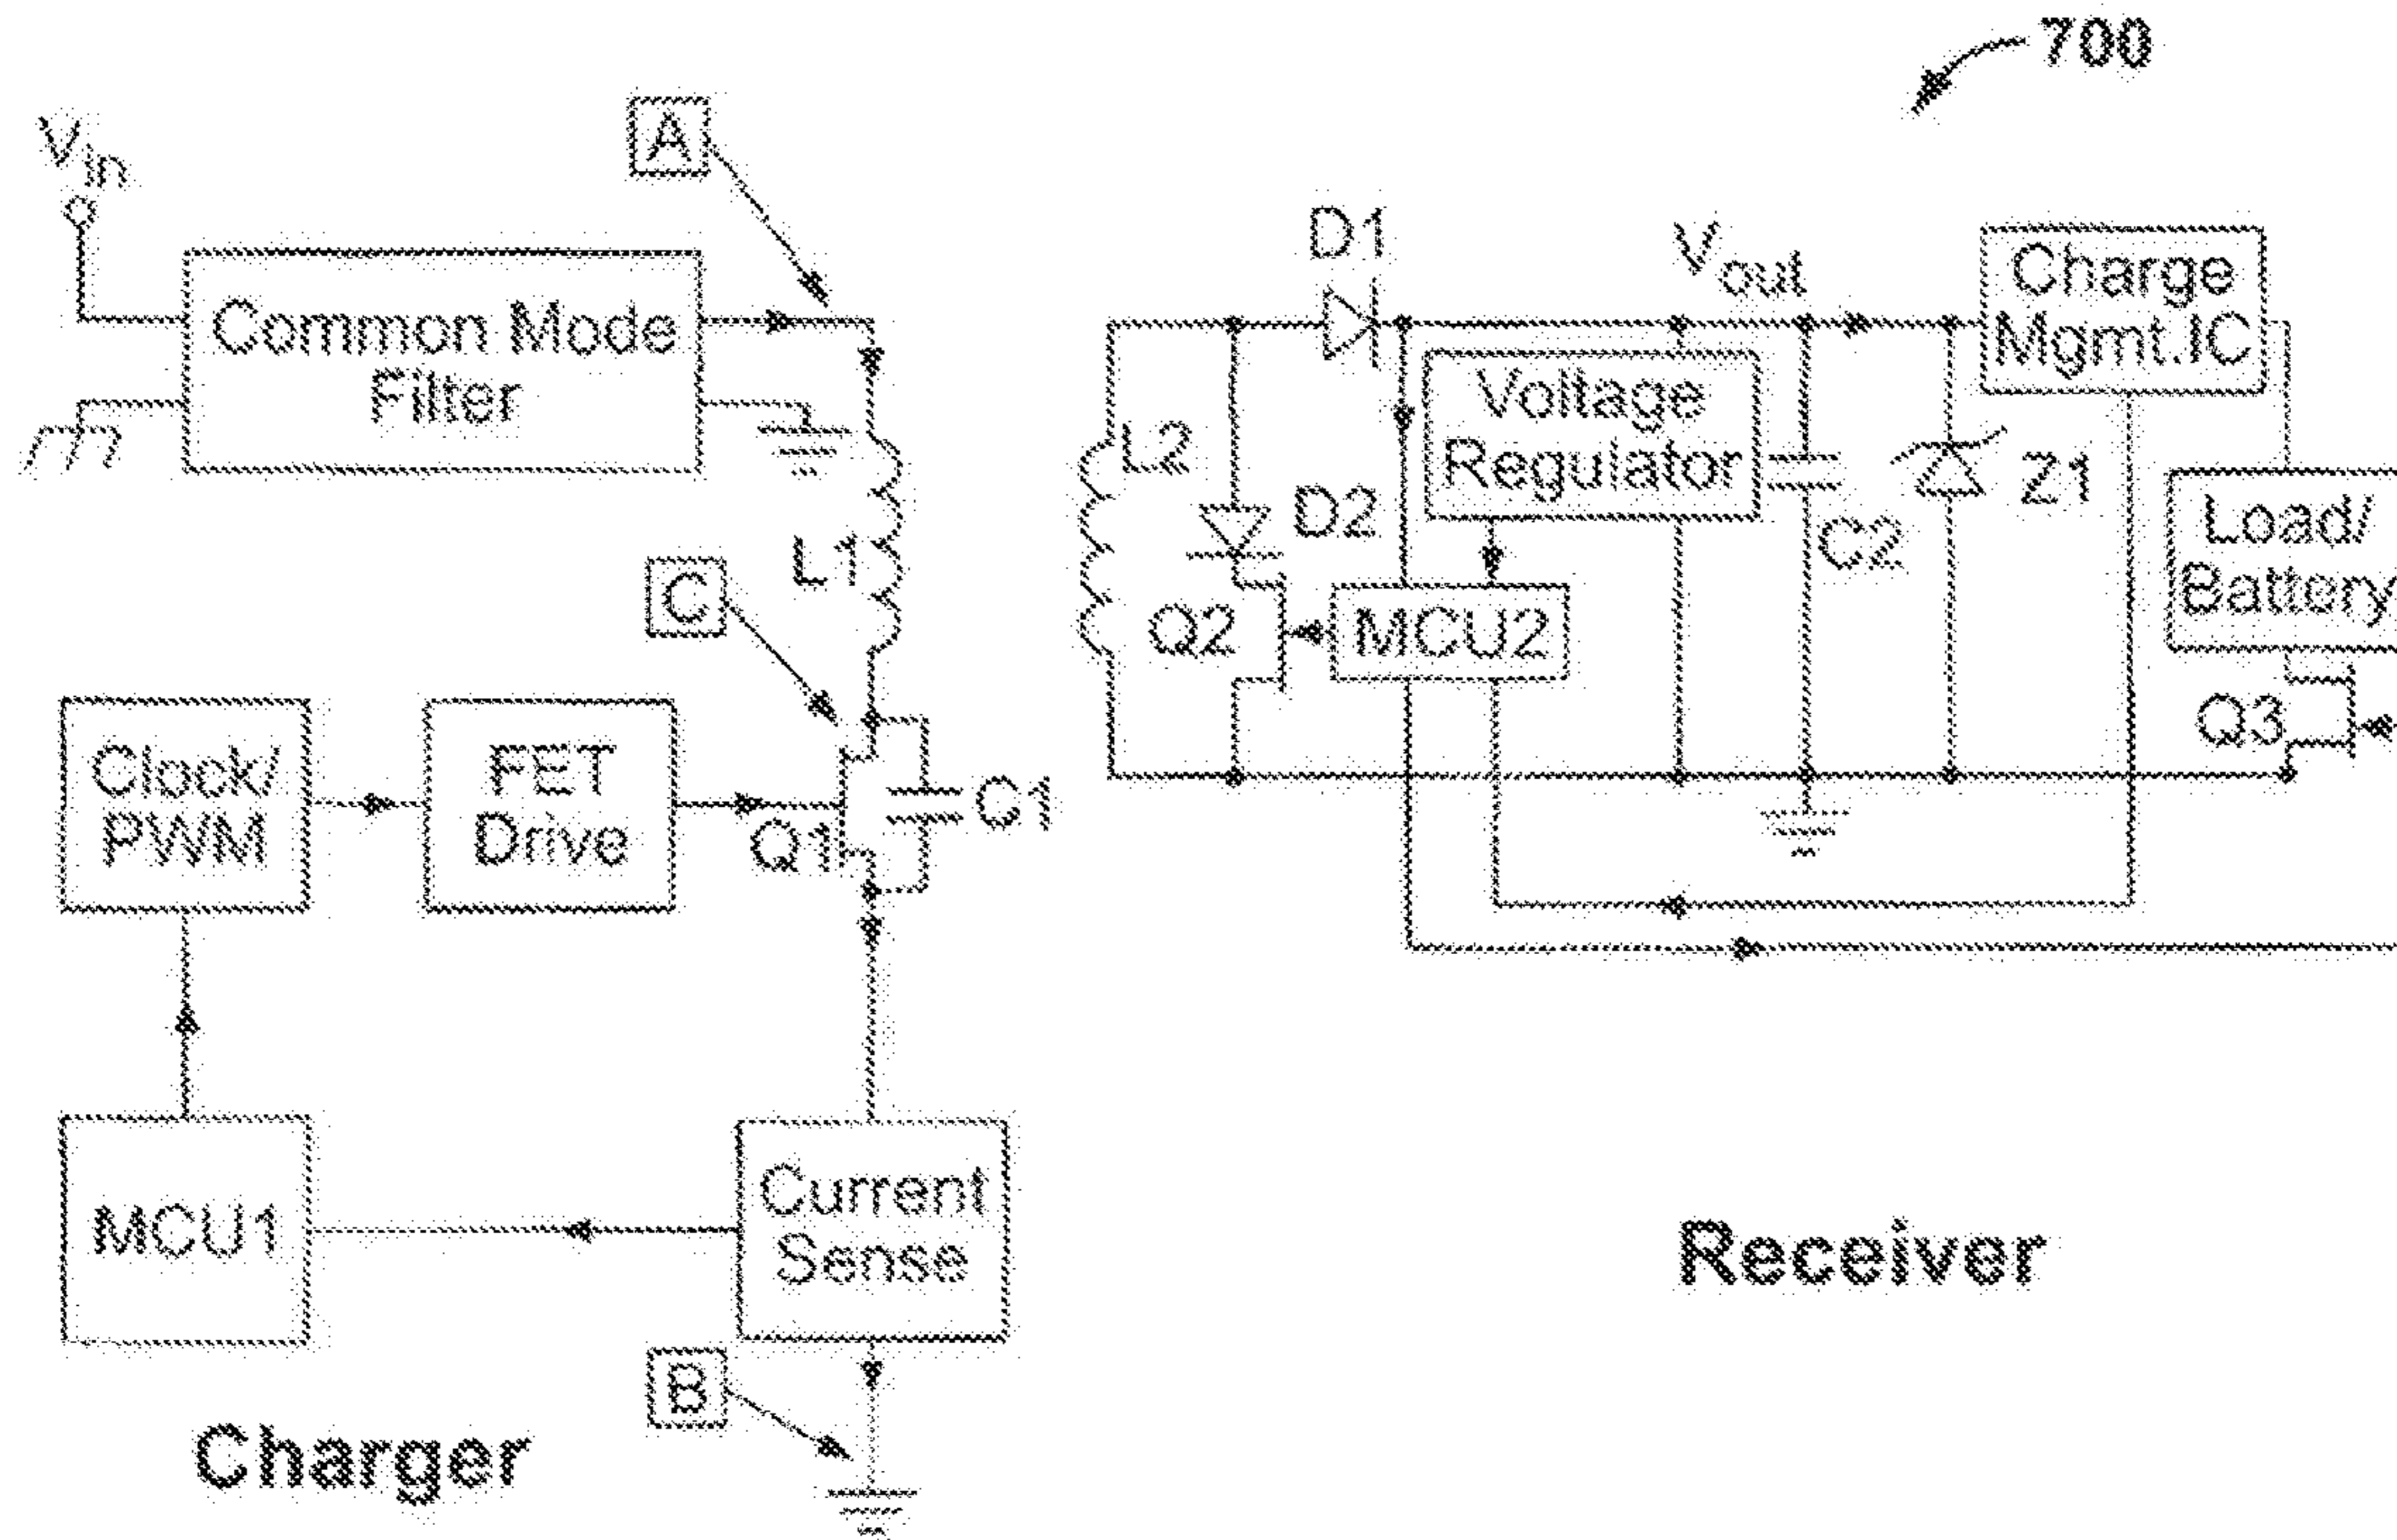 700
Vin
A
Common Mode
Filter
L1
C
Clock/
PWM
FET
Drive
Q1
C1
MCU1
Current
Sense
B
Charger
D1
Vout
Charge
Mgmt.IC
L2
Voltage
Regulator
D2
C2
Z1
Load/
Battery
Q2
MCU2
Q3
Receiver